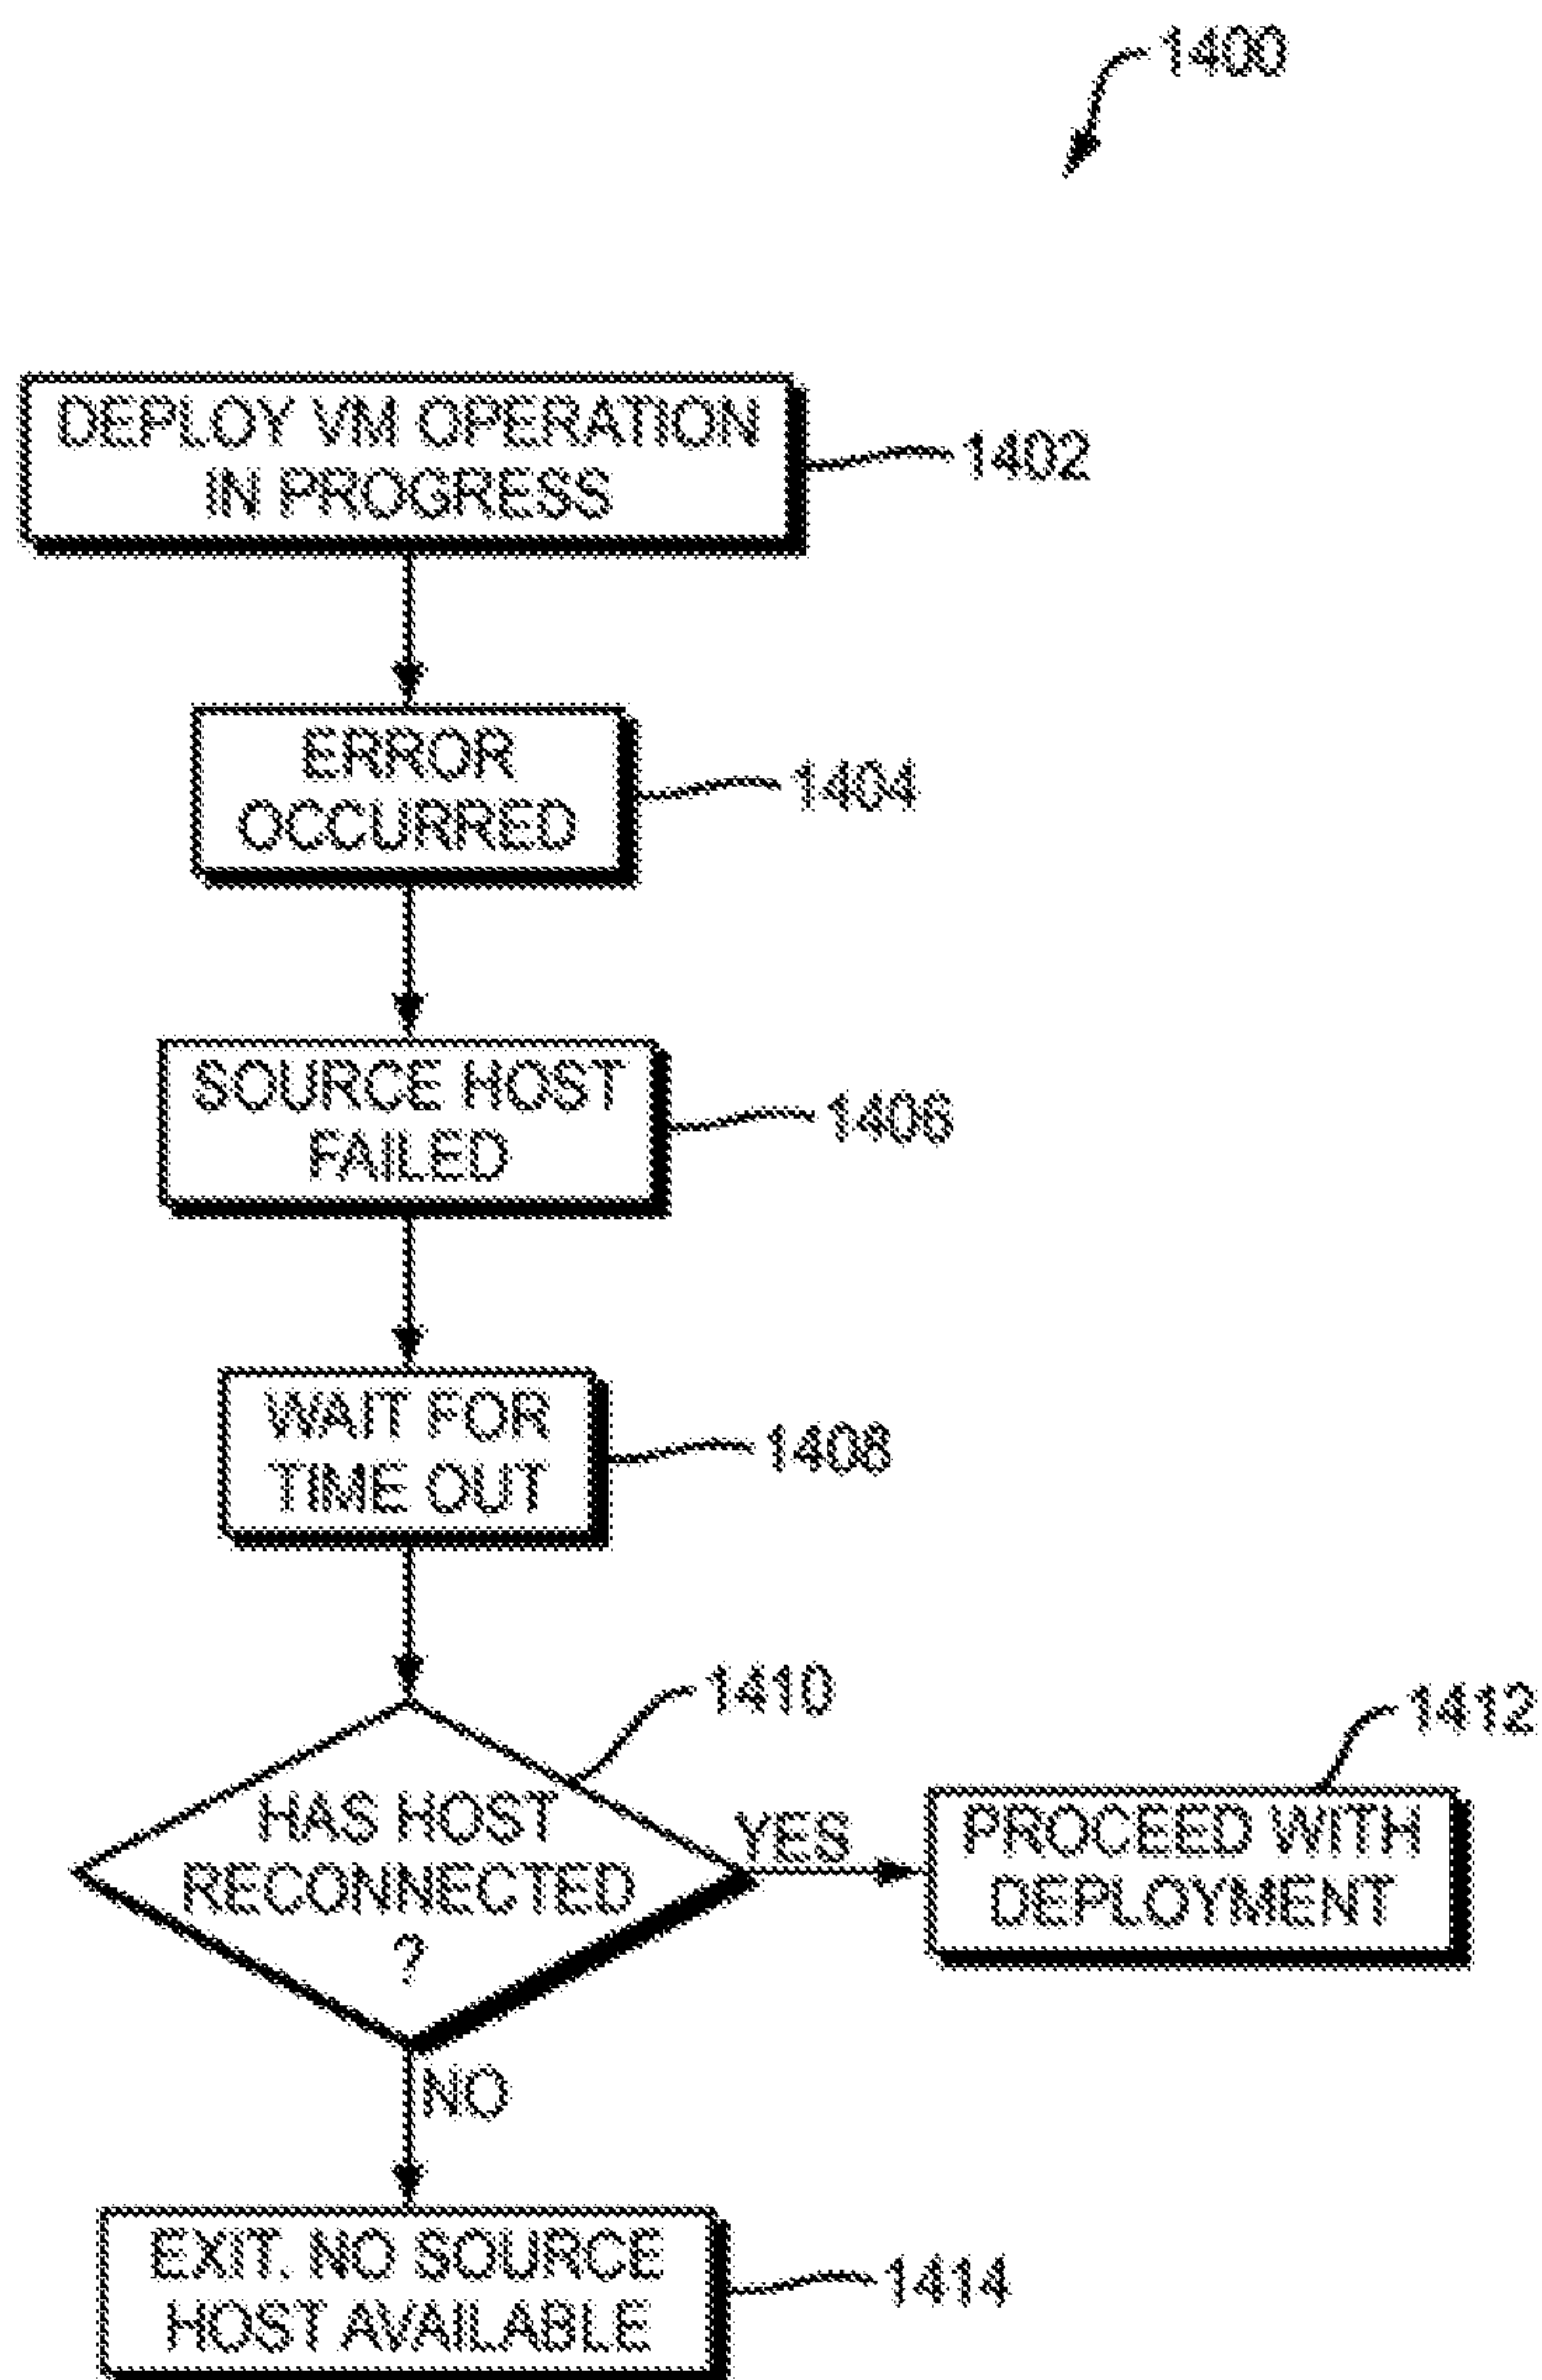 1400
DEPLOY VM OPERATION
IN PROGRESS
1402
ERROR
OCCURRED
1404
SOURCE HOST
FAILED
1406
WAIT FOR
TIME OUT
1408
1410
HAS HOST
RECONNECTED
?
YES
1412
PROCEED WITH
DEPLOYMENT
NO
EXIT. NO SOURCE
HOST AVAILABLE
1414